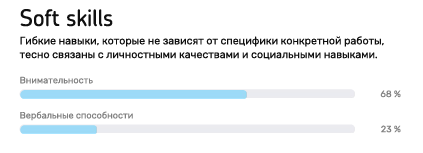 Soft skills
Гибкие навыки, которые не зависят от специфики конкретной работы,
тесно связаны с личностными качествами и социальными навыками.
Внимательность
68 %
Вербальные способности
23 %